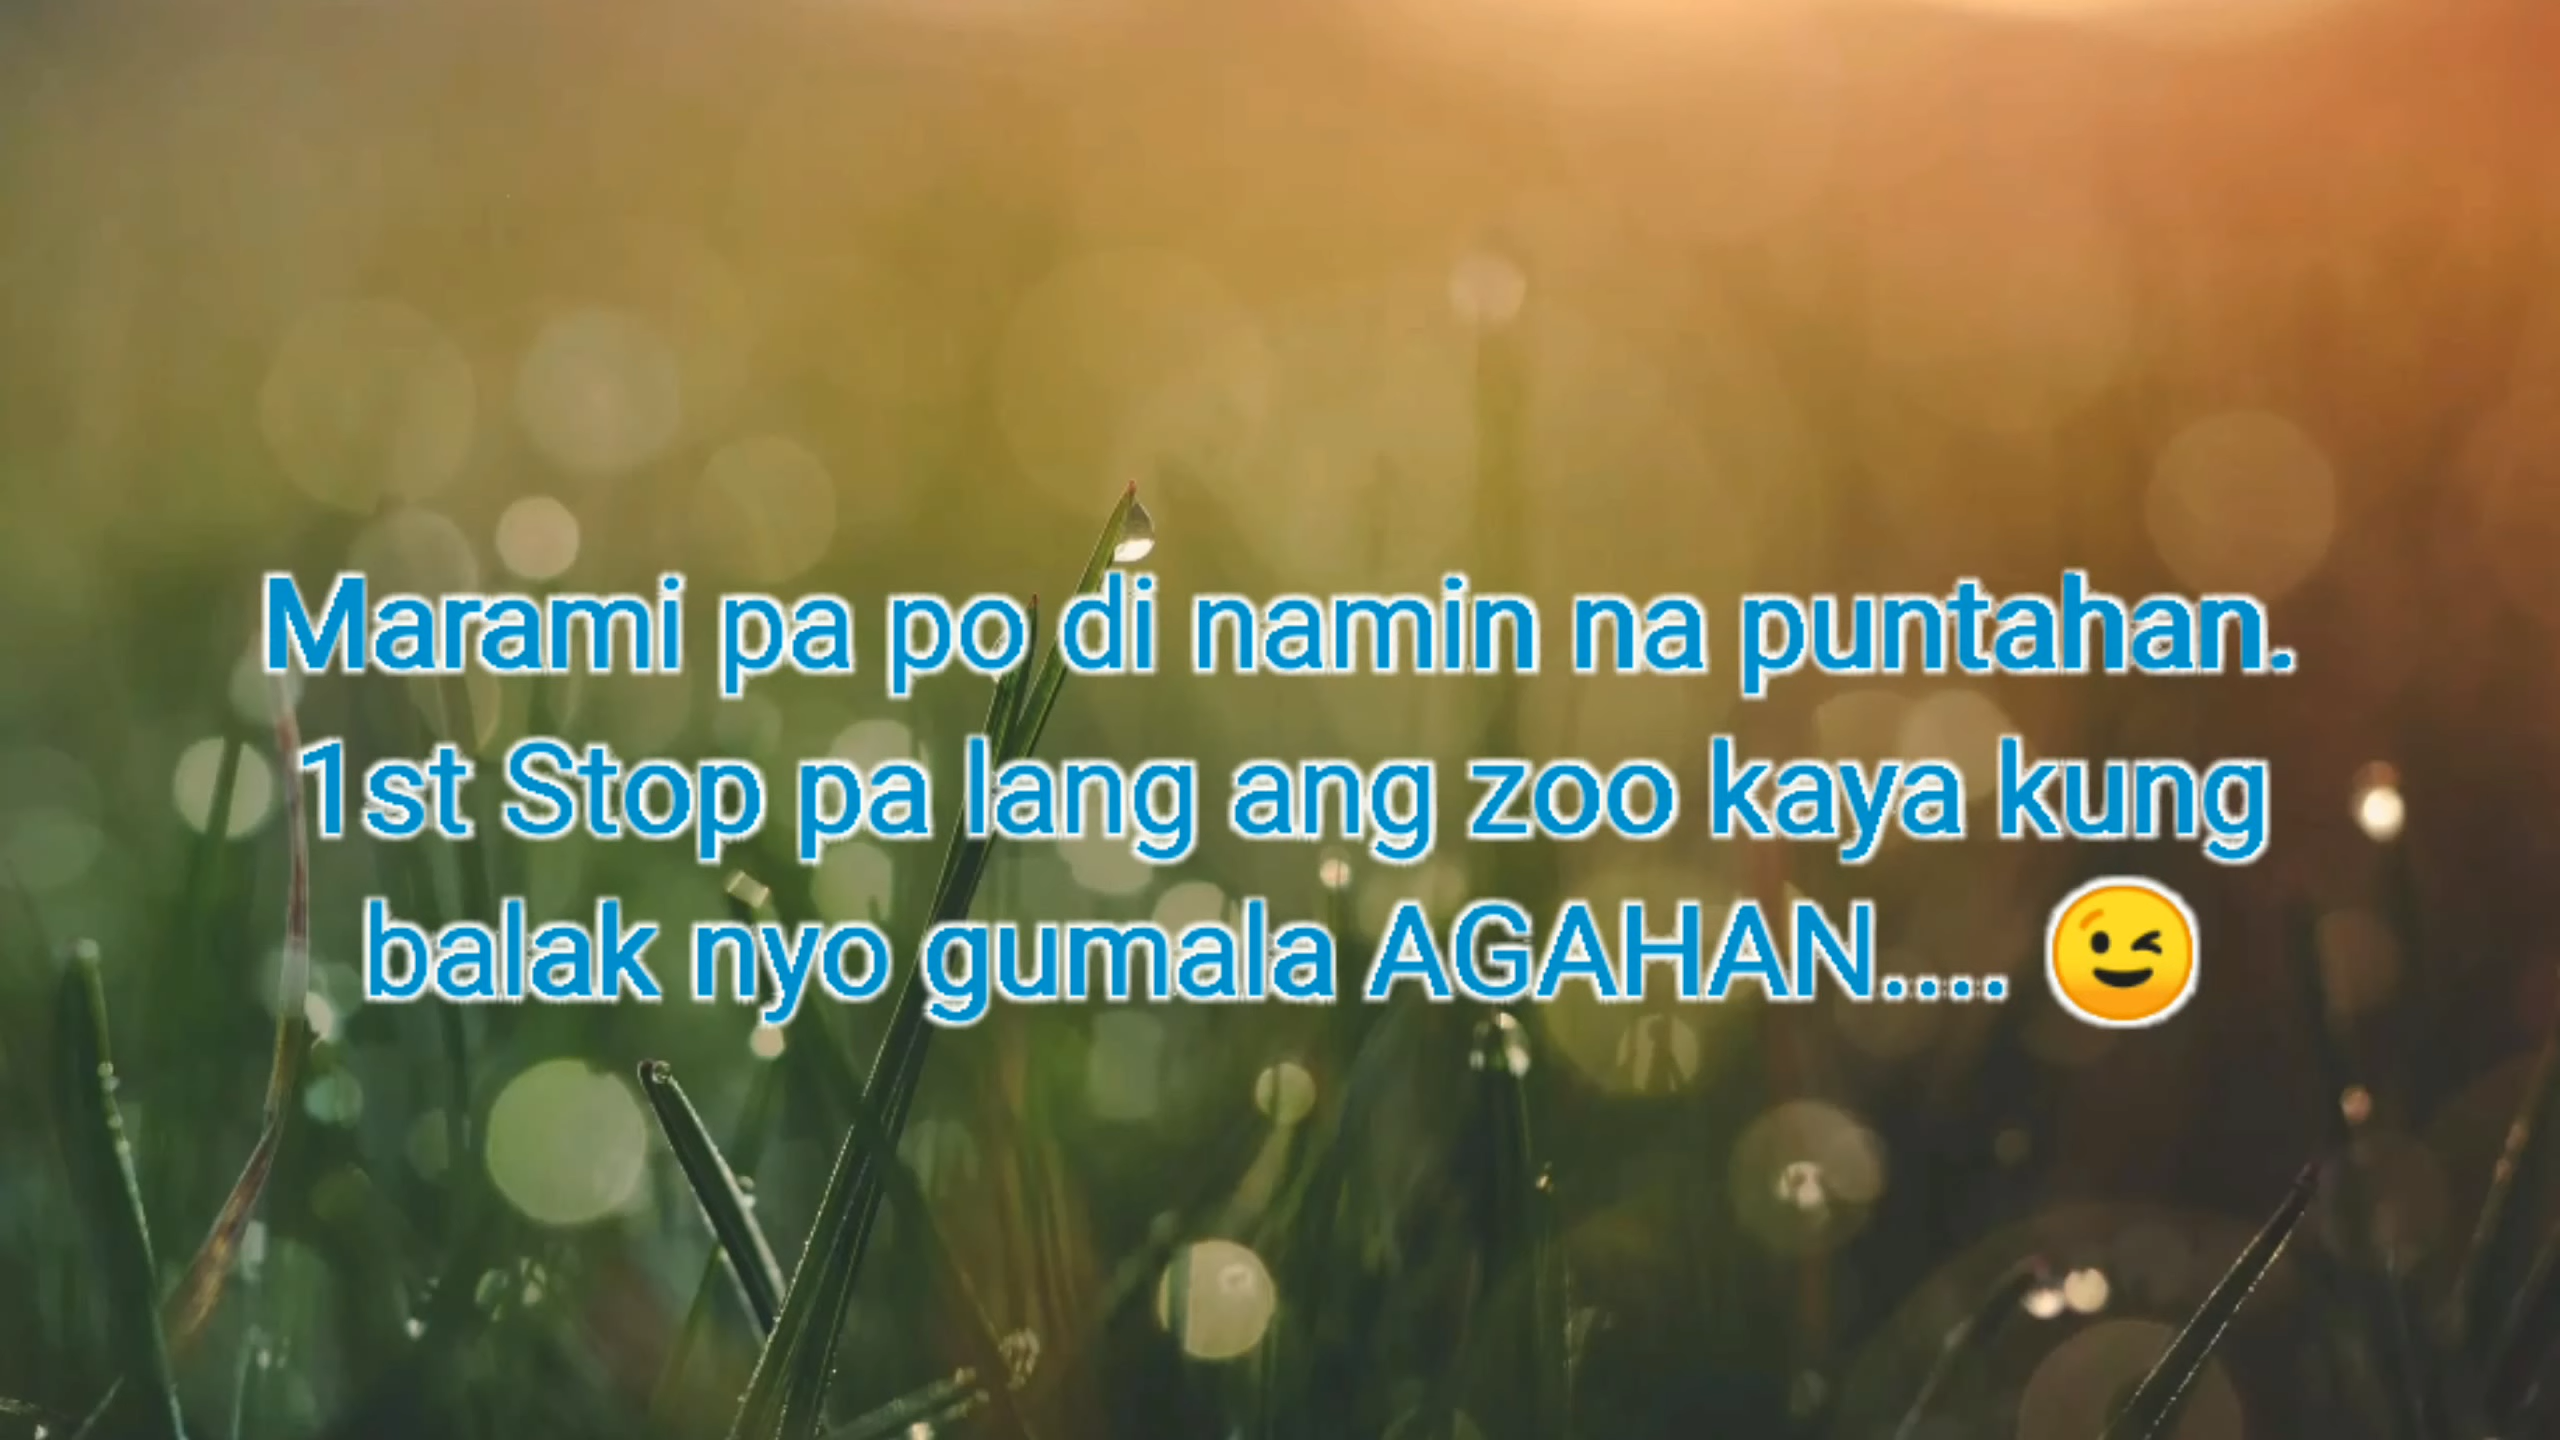 Marami pa po di namin na puntahan.
1st Stop pa lang ang zoo kaya kung
balak nyo gumala AGAHAN.... 😉